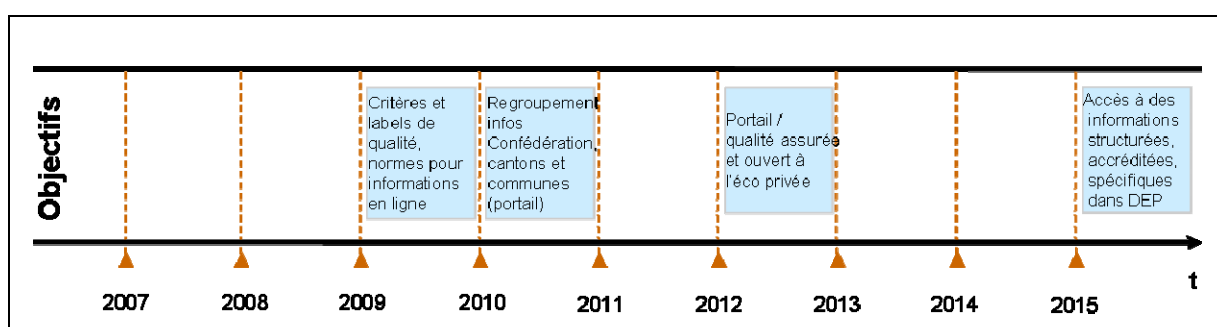 Objectifs
Critères et
labels de
qualité,
normes pour
informations
en ligne
Regroupement
infos
Confédération,
cantons et
communes
(portail)
Portail /
qualité assurée
et ouvert à
l'éco privée
Accès à des
informations
structurées,
accréditées,
spécifiques
dans DEP
t
2007 2008 2009 2010 2011 2012 2013 2014 2015